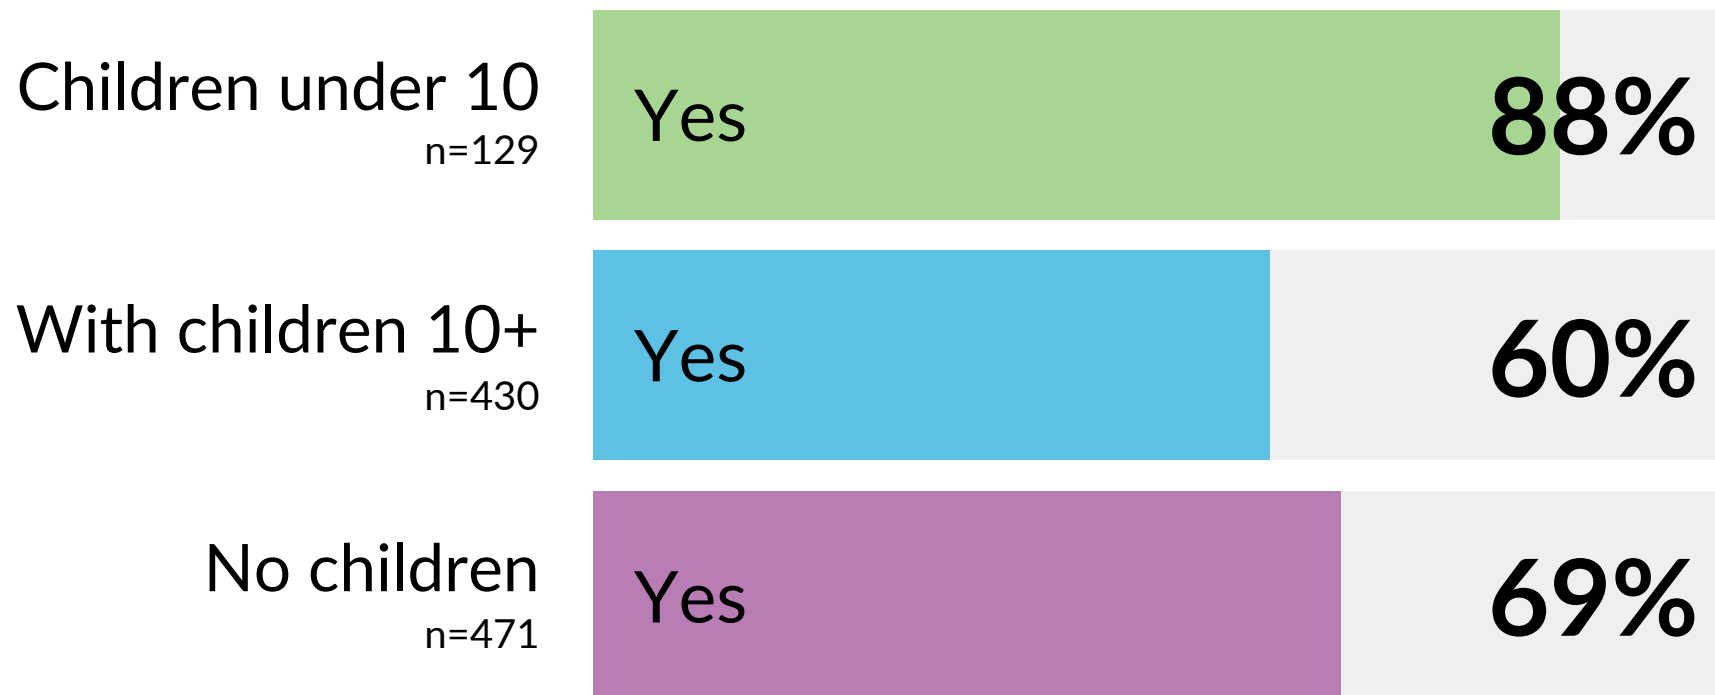 Children under 10
n=129
Yes
88%
With children 10+
n=430
Yes
60%
No children
n=471
Yes
69%